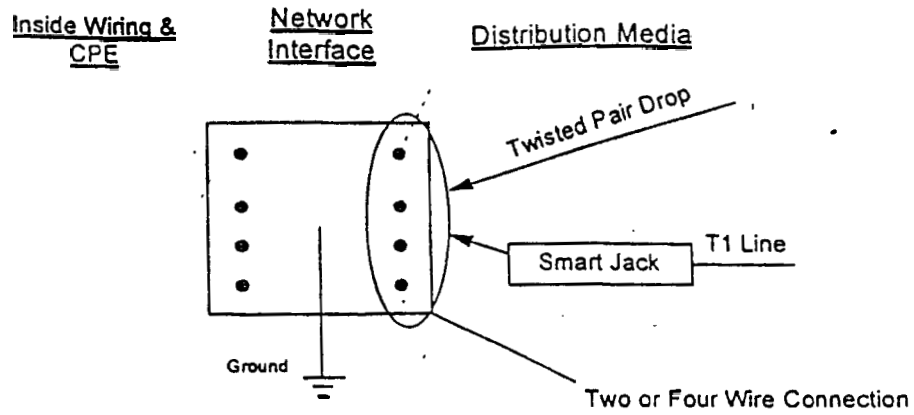 Inside Wiring &
CPE
Network
Interface
Distribution Media
Twisted Pair Drop
T1 Line
Smart Jack
Ground
Two or Four Wire Connection